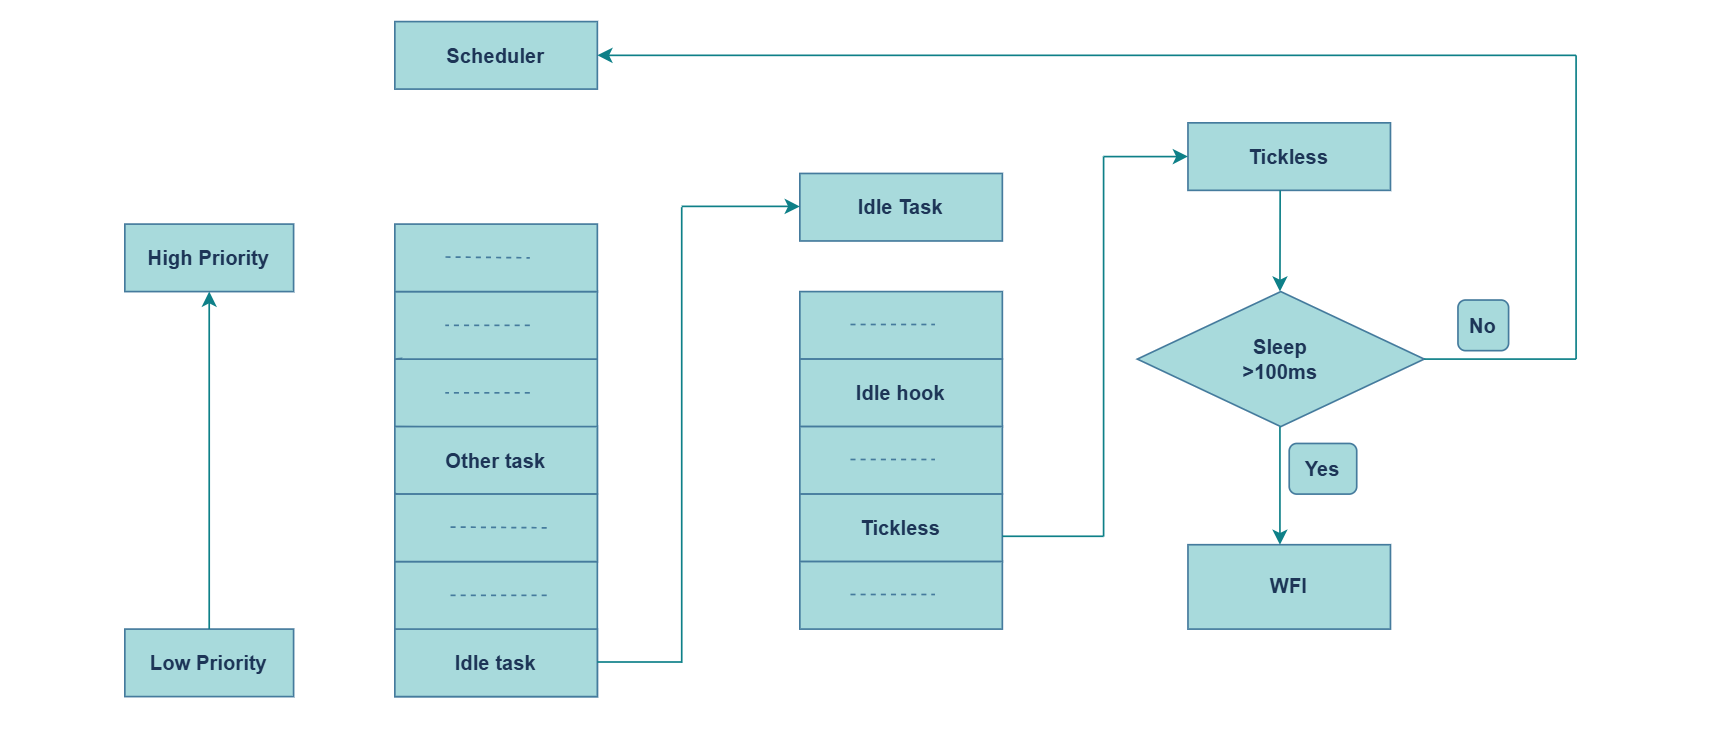 Scheduler
Tickless
Idle Task
High Priority
No
Sleep
>100ms
Idle hook
Other task
Yes
Tickless
WFI
Low Priority
Idle task